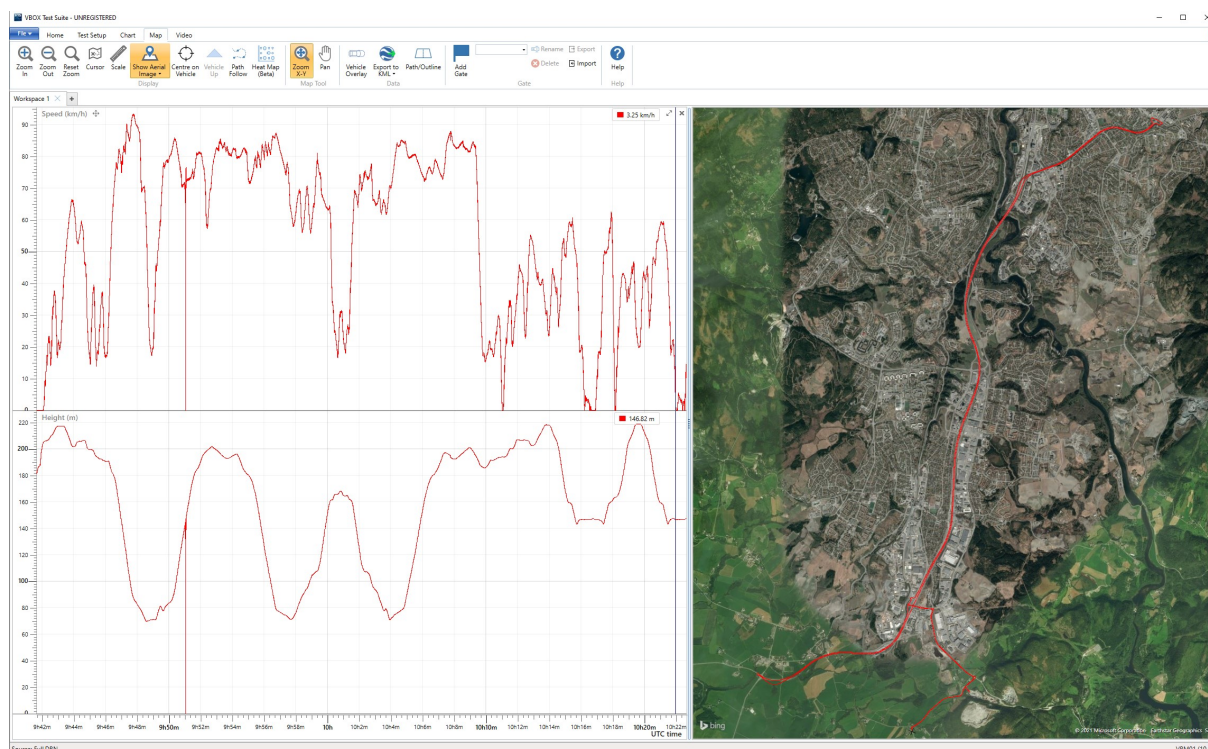 VBOX Test Suite - UNREGISTERED
File Home Test Setup Chart Map Video
Zoom In
Zoom Out
Reset Zoom
Cursor
Scale
Show Aerial Image
Centre on Vehicle
Vehicle Up
Path Follow
Heat Map (Beta)
Display
Zoom X-Y
Pan
Map Tool
Vehicle Overlay
Export to KML
Path/Outline
Data
Add Gate
Rename Export
Delete Import
Gate
Help
Help
Workspace 1
Speed (km/h)
3.25 km/h
90
80
70
60
50
40
30
20
10
0
Height (m)
146.82 m
220
200
180
160
140
120
100
80
60
40
20
0
9h42m 9h44m 9h46m 9h48m 9h50m 9h52m 9h54m 9h56m 9h58m 10h 10h2m 10h4m 10h6m 10h8m 10h10m 10h12m 10h14m 10h16m 10h18m 10h20m 10h22m
UTC time
bing
© 2021 Microsoft Corporation Earthstar Geographics